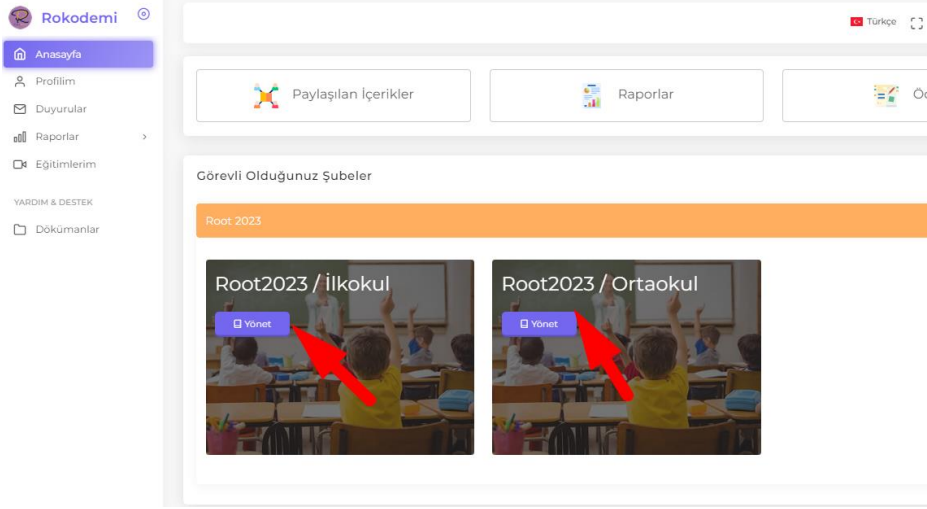 Rokodemi
Türkçe
Anasayfa
Profilim
Duyurular
Raporlar
Eğitimlerim
YARDIM & DESTEK
Dökümanlar
Paylaşılan İçerikler
Raporlar
Görevli Olduğunuz Şubeler
Root 2023
Root2023 / İlkokul
Yönet
Root2023 / Ortaokul
Yönet